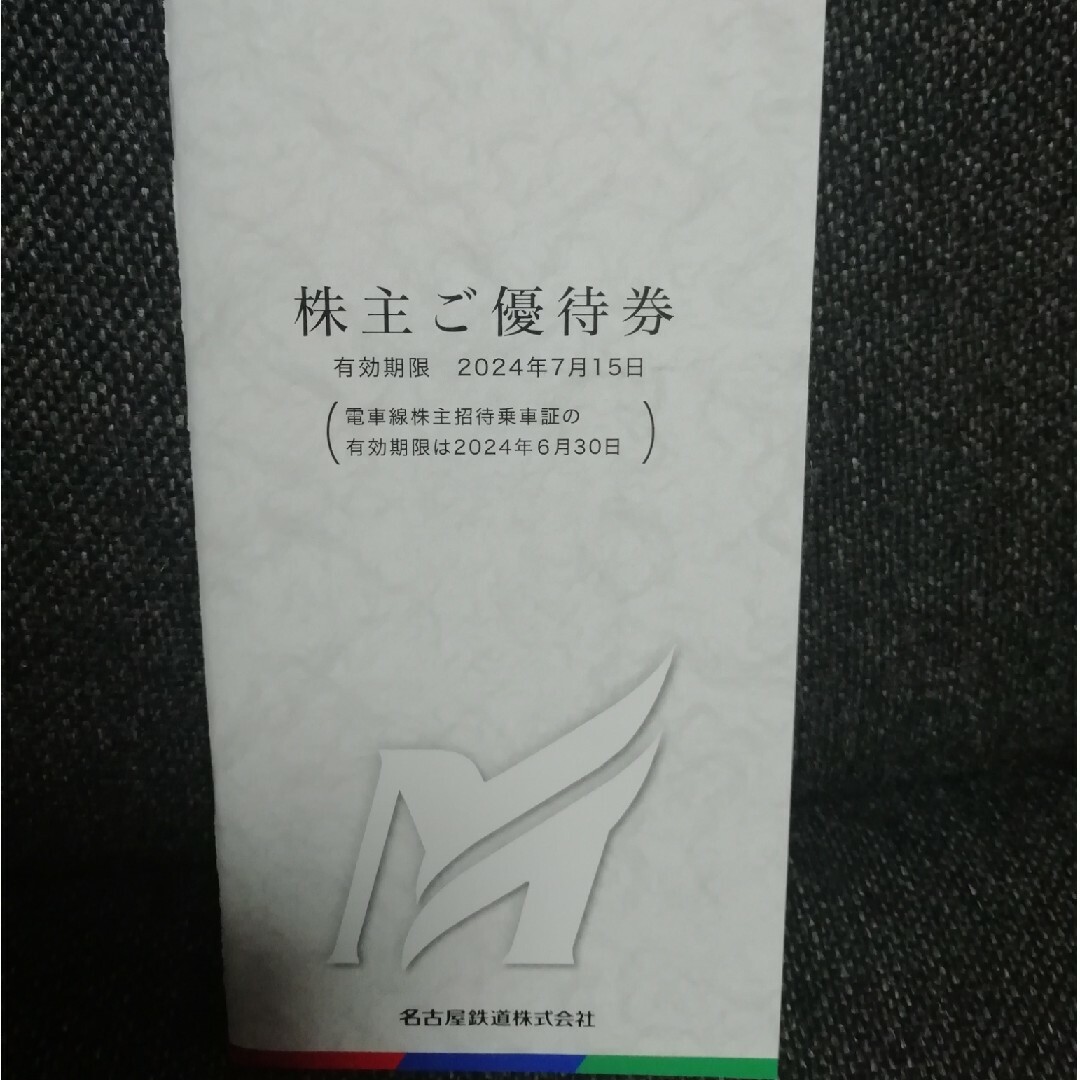 株主ご優待券
有効期限　2024年7月15日
電車線株主招待乗車証の
有効期限は2024年6月30日
名古屋鉄道株式会社